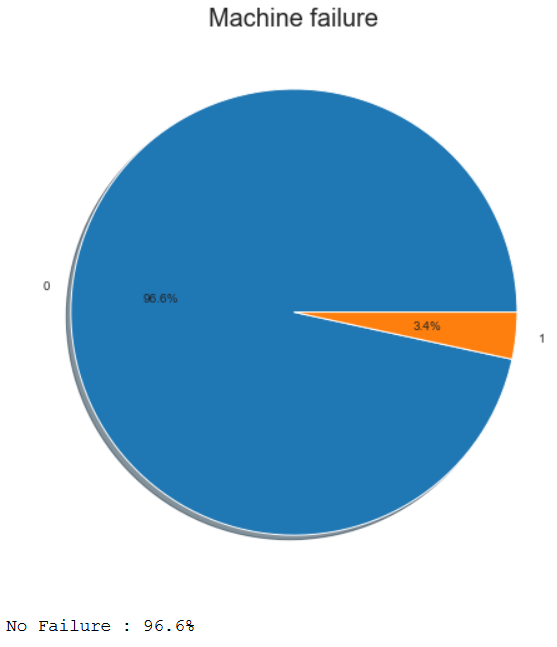 Machine failure
0
96.6%
3.4%
1
No Failure : 96.6%